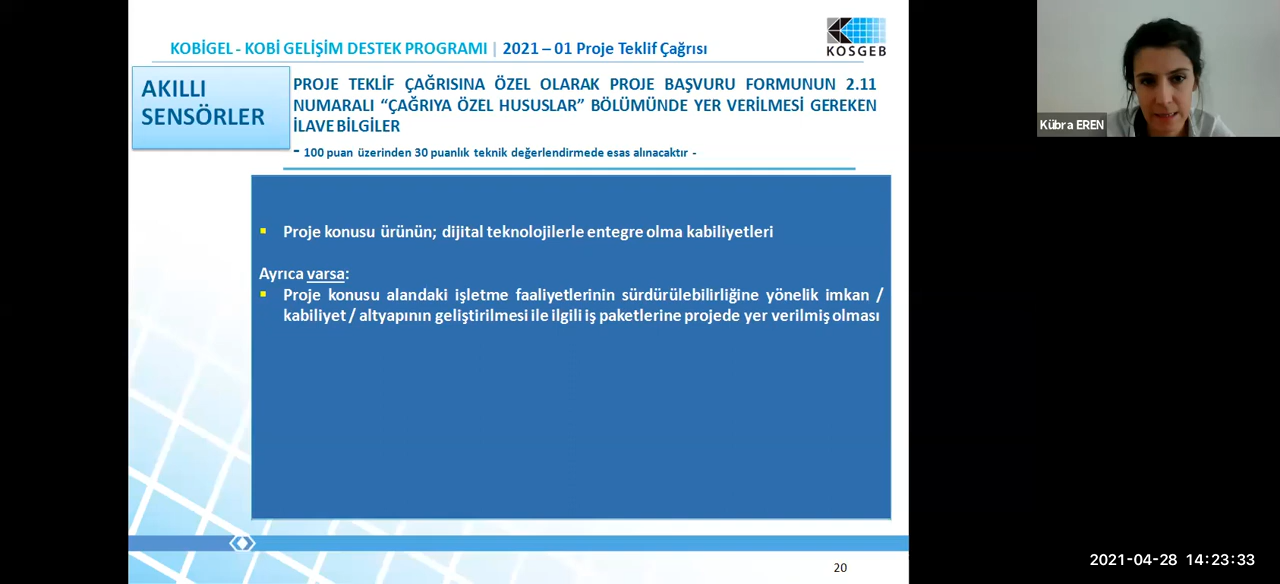 KOBİGEL - KOBİ GELİŞİM DESTEK PROGRAMI | 2021 – 01 Proje Teklif Çağrısı
KOSGEB
AKILLI
SENSÖRLER
PROJE TEKLİF ÇAĞRISINA ÖZEL OLARAK PROJE BAŞVURU FORMUNUN 2.11
NUMARALI “ÇAĞRIYA ÖZEL HUSUSLAR” BÖLÜMÜNDE YER VERİLMESİ GEREKEN
İLAVE BİLGİLER
- 100 puan üzerinden 30 puanlık teknik değerlendirmede esas alınacaktır -
▪ Proje konusu ürünün; dijital teknolojilerle entegre olma kabiliyetleri
Ayrıca varsa:
▪ Proje konusu alandaki işletme faaliyetlerinin sürdürülebilirliğine yönelik imkan /
kabiliyet / altyapının geliştirilmesi ile ilgili iş paketlerine projede yer verilmiş olması
20
Kübra EREN
2021-04-28 14:23:33